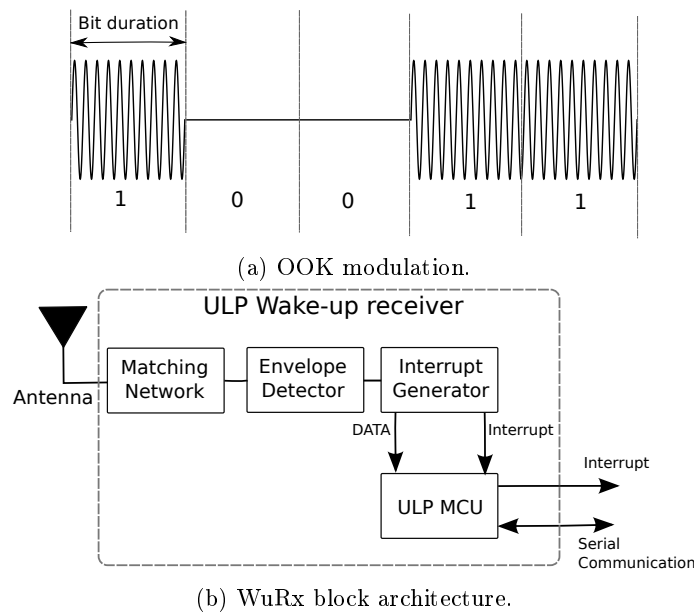 Bit duration
1 0 0 1 1
(a) OOK modulation.
ULP Wake-up receiver
Antenna
Matching
Network
Envelope
Detector
Interrupt
Generator
DATA
Interrupt
ULP MCU
Interrupt
Serial
Communication
(b) WuRx block architecture.